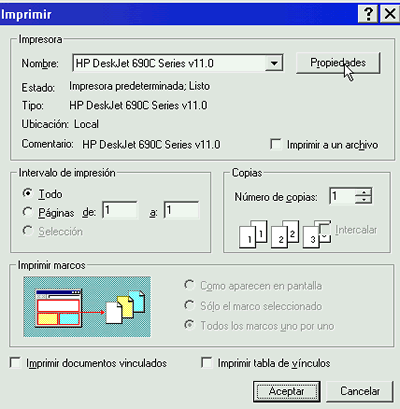 Imprimir
Impresora
Nombre: HP DeskJet 690C Series v11.0 Propiedades
Estado: Impresora predeterminada; Listo
Tipo: HP DeskJet 690C Series v11.0
Ubicación: Local
Comentario: HP DeskJet 690C Series v11.0 Imprimir a un archivo
Intervalo de impresión Copias
Todo Número de copias: 1
Páginas de: 1 a: 1
Selección 1 1 2 2 3 Intercalar
Imprimir marcos
Como aparecen en pantalla
Sólo el marco seleccionado
Todos los marcos uno por uno
Imprimir documentos vinculados Imprimir tabla de vínculos
Aceptar Cancelar